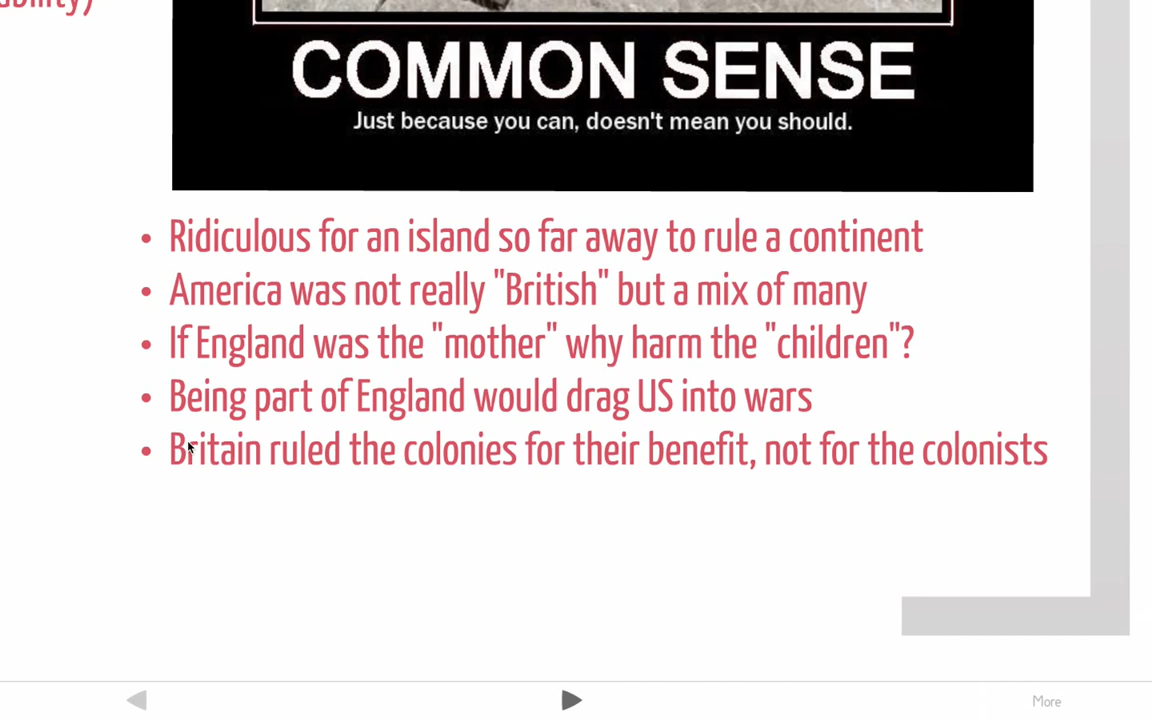 ability)
COMMON SENSE
Just because you can, doesn't mean you should.
• Ridiculous for an island so far away to rule a continent
• America was not really "British" but a mix of many
• If England was the "mother" why harm the "children"?
• Being part of England would drag US into wars
• Britain ruled the colonies for their benefit, not for the colonists
More